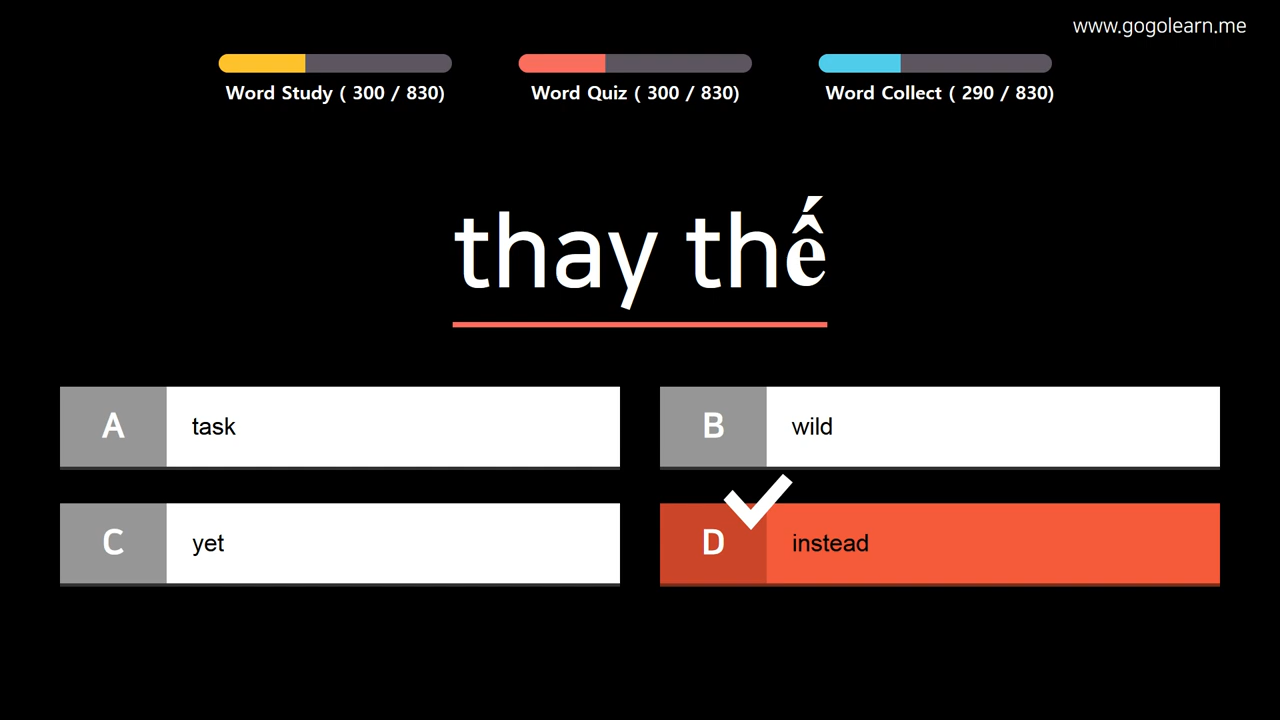 www.gogolearn.me
Word Study ( 300 / 830)
Word Quiz ( 300 / 830)
Word Collect ( 290 / 830)
thay thế
A task
B wild
C yet
D instead